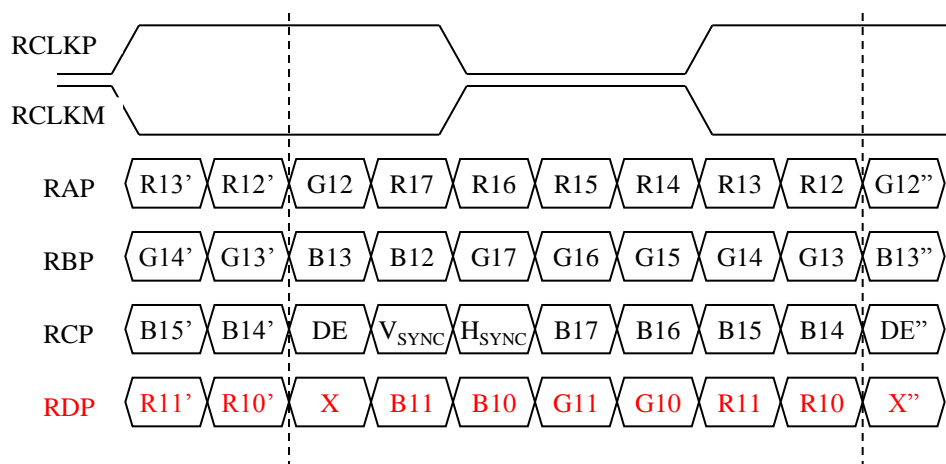 RCLKP
RCLKM
RAP R13’ R12’ G12 R17 R16 R15 R14 R13 R12 G12”
RBP G14’ G13’ B13 B12 G17 G16 G15 G14 G13 B13”
RCP B15’ B14’ DE VSYNC HSYNC B17 B16 B15 B14 DE”
RDP R11’ R10’ X B11 B10 G11 G10 R11 R10 X”